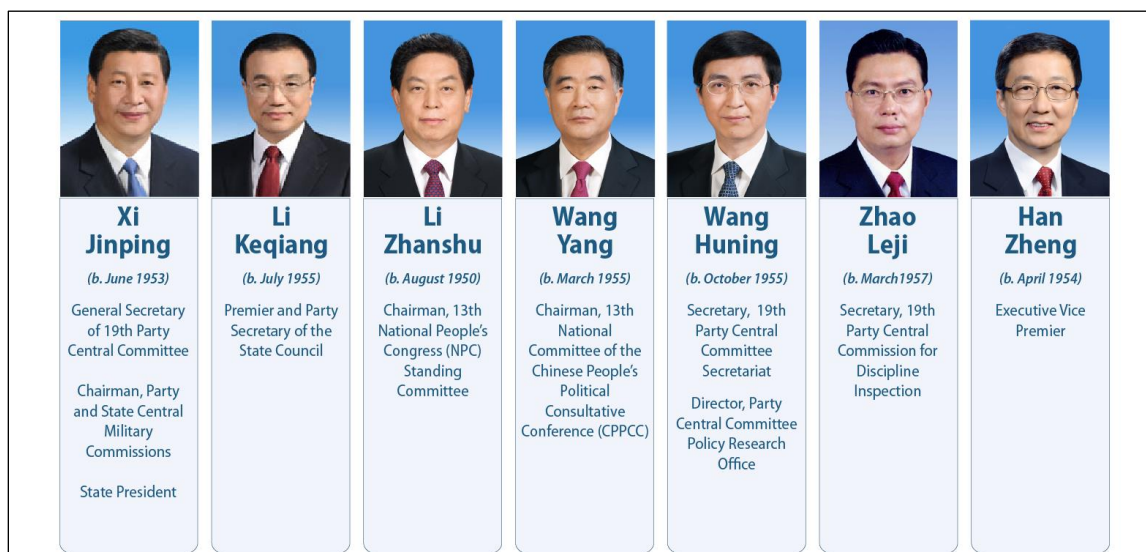 Xi
Jinping
(b. June 1953)
General Secretary
of 19th Party
Central Committee
Chairman, Party
and State Central
Military
Commissions
State President
Li
Keqiang
(b. July 1955)
Premier and Party
Secretary of the
State Council
Li
Zhanshu
(b. August 1950)
Chairman, 13th
National People's
Congress (NPC)
Standing
Committee
Wang
Yang
(b. March 1955)
Chairman, 13th
National
Committee of the
Chinese People's
Political
Consultative
Conference (CPPCC)
Wang
Huning
(b. October 1955)
Secretary, 19th
Party Central
Committee
Secretariat
Director, Party
Central Committee
Policy Research
Office
Zhao
Leji
(b. March1957)
Secretary, 19th
Party Central
Commission for
Discipline
Inspection
Han
Zheng
(b. April 1954)
Executive Vice
Premier